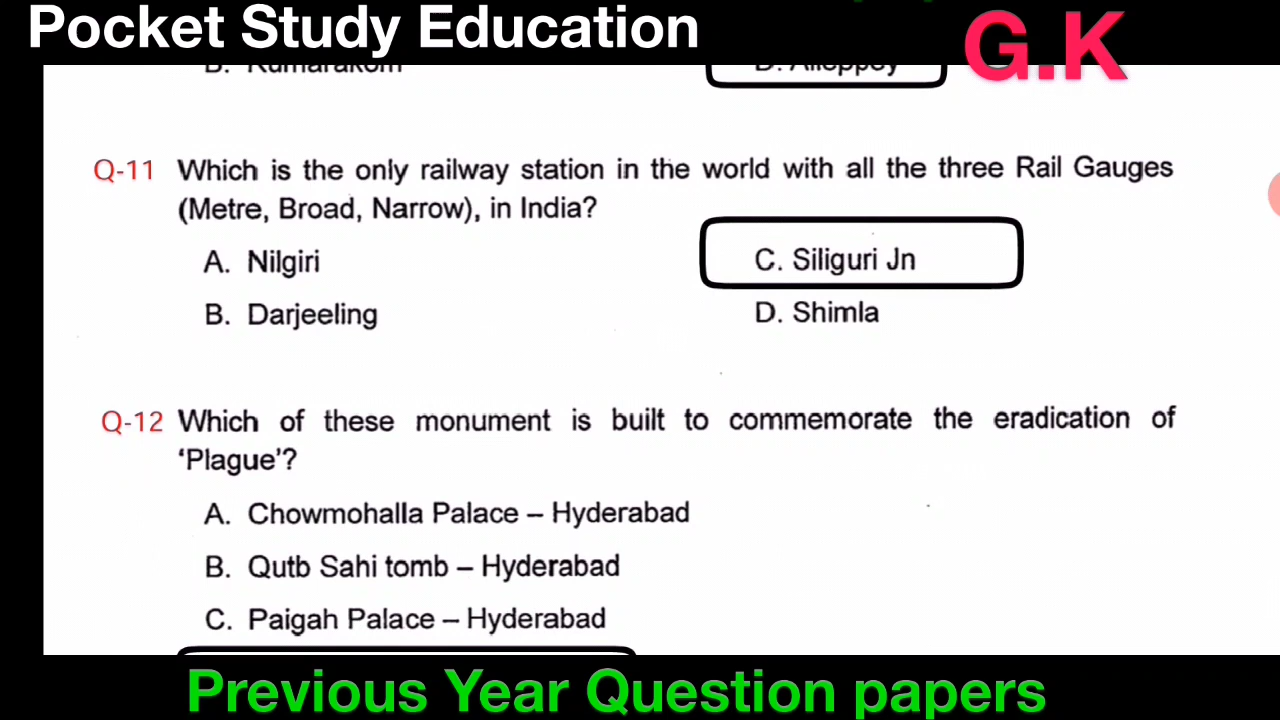 Pocket Study Education
G.K
B. Kumarakom
D. Alleppey
Q-11 Which is the only railway station in the world with all the three Rail Gauges
(Metre, Broad, Narrow), in India?
A. Nilgiri
C. Siliguri Jn
B. Darjeeling
D. Shimla
Q-12 Which of these monument is built to commemorate the eradication of
‘Plague’?
A. Chowmohalla Palace – Hyderabad
B. Qutb Sahi tomb – Hyderabad
C. Paigah Palace – Hyderabad
Previous Year Question papers